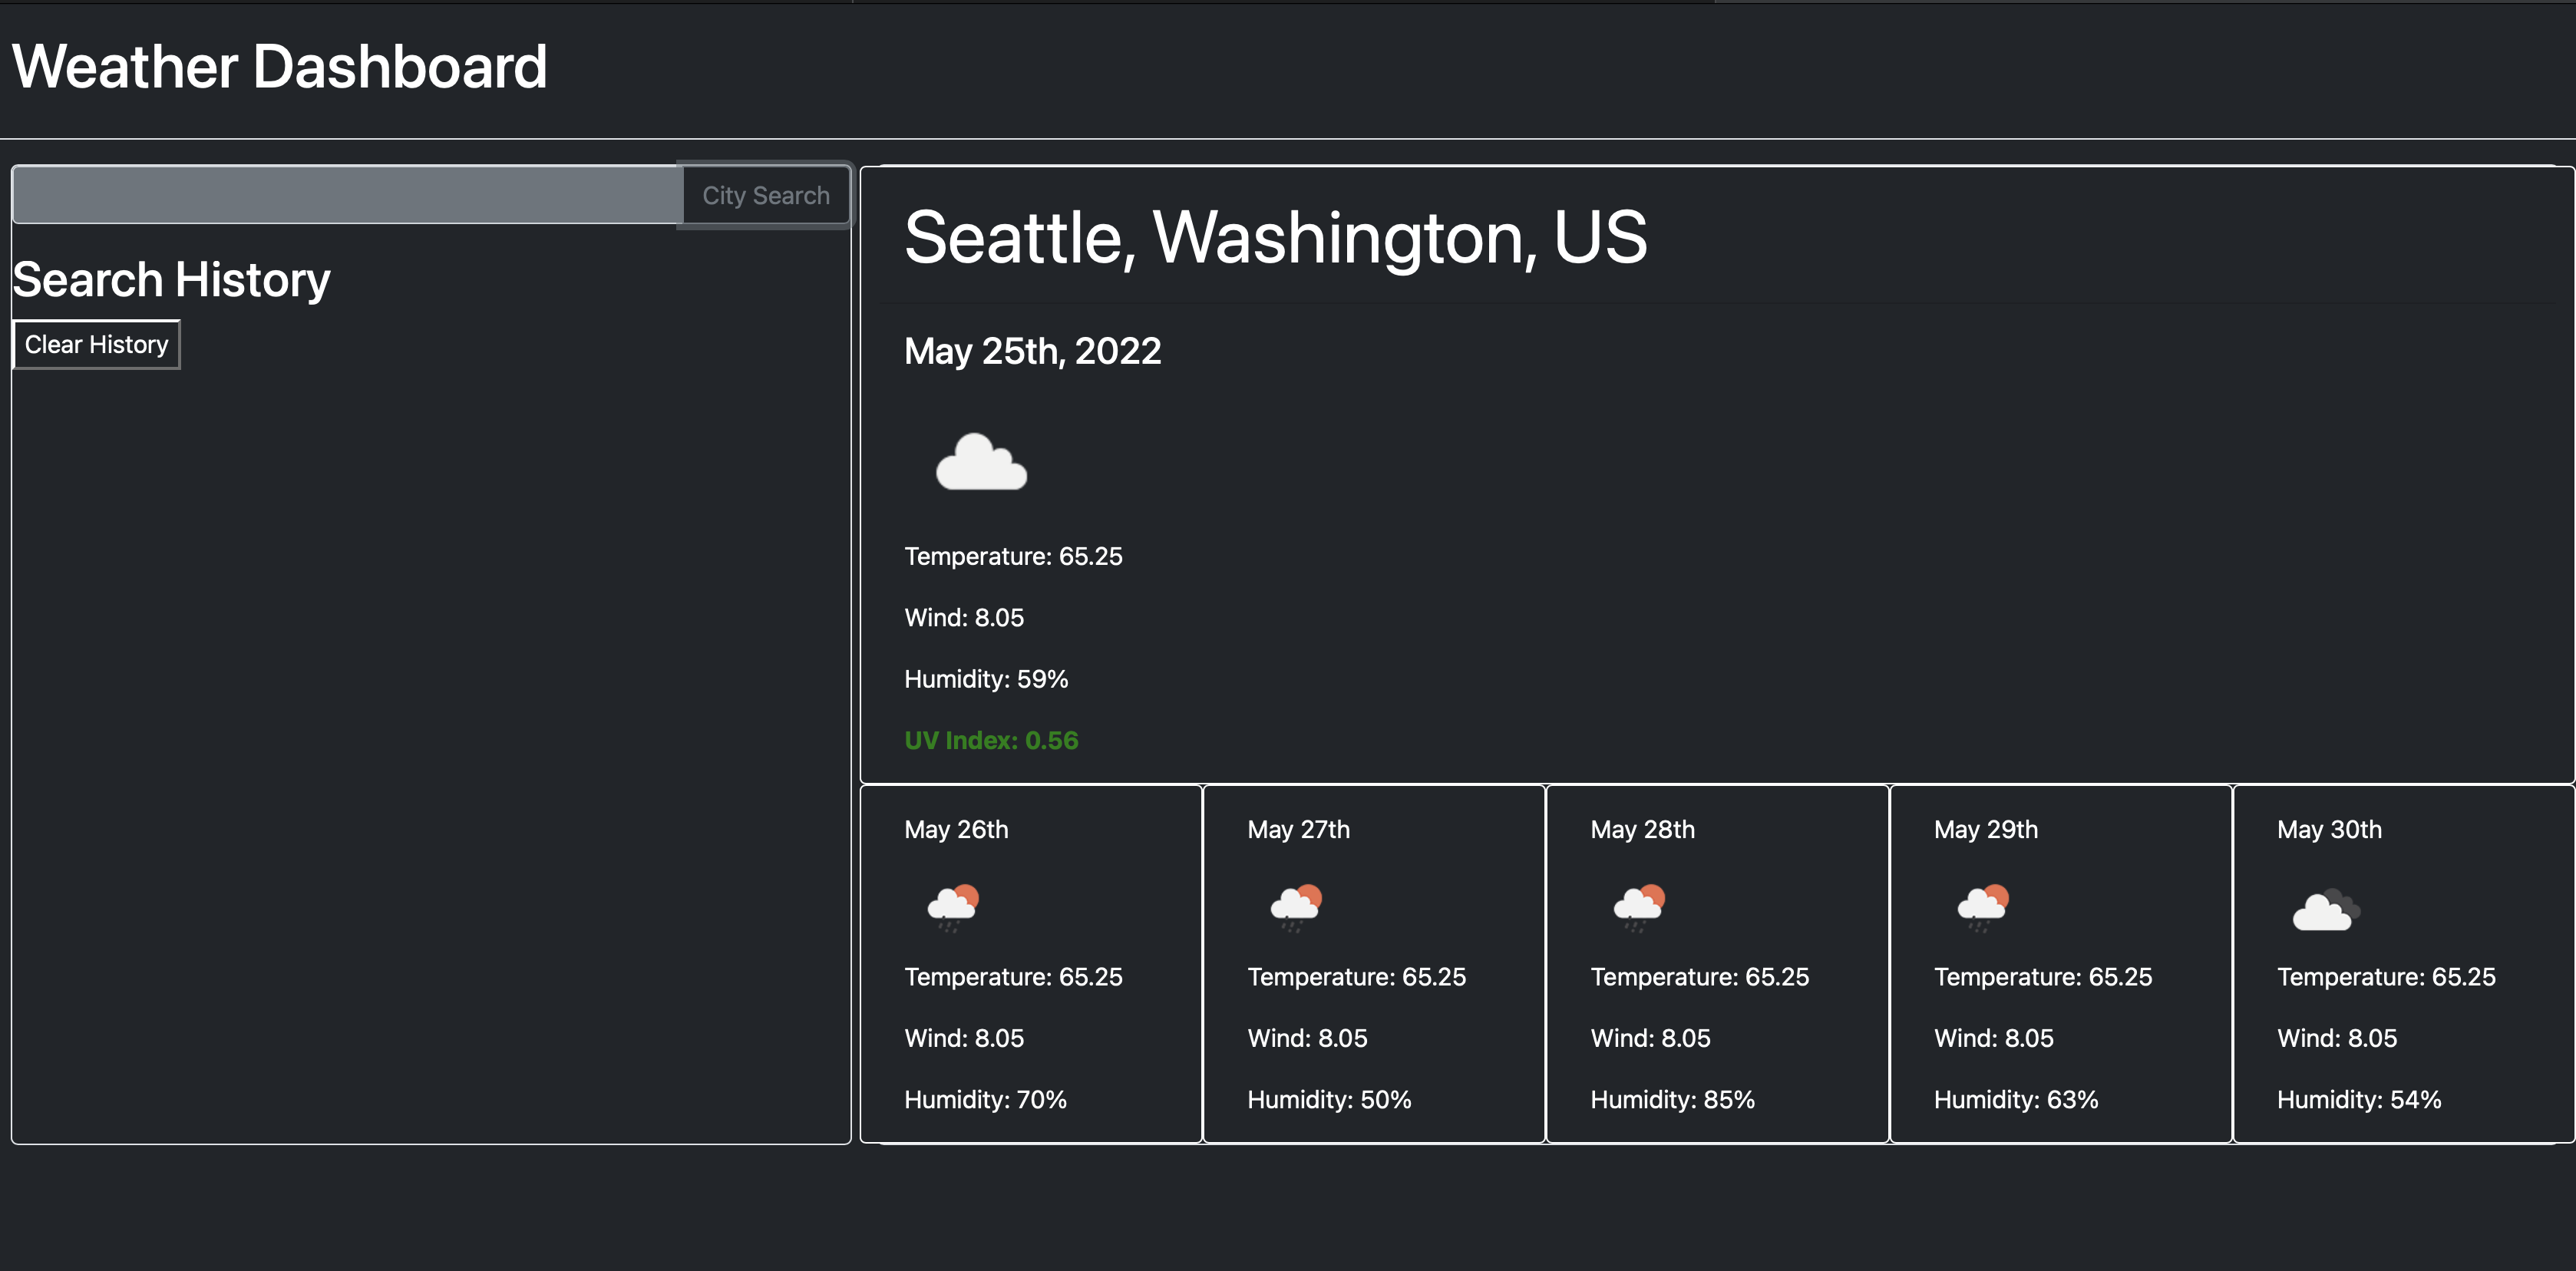 Weather Dashboard
City Search
Search History
Clear History
Seattle, Washington, US
May 25th, 2022
Temperature: 65.25
Wind: 8.05
Humidity: 59%
UV Index: 0.56
May 26th
Temperature: 65.25
Wind: 8.05
Humidity: 70%
May 27th
Temperature: 65.25
Wind: 8.05
Humidity: 50%
May 28th
Temperature: 65.25
Wind: 8.05
Humidity: 85%
May 29th
Temperature: 65.25
Wind: 8.05
Humidity: 63%
May 30th
Temperature: 65.25
Wind: 8.05
Humidity: 54%